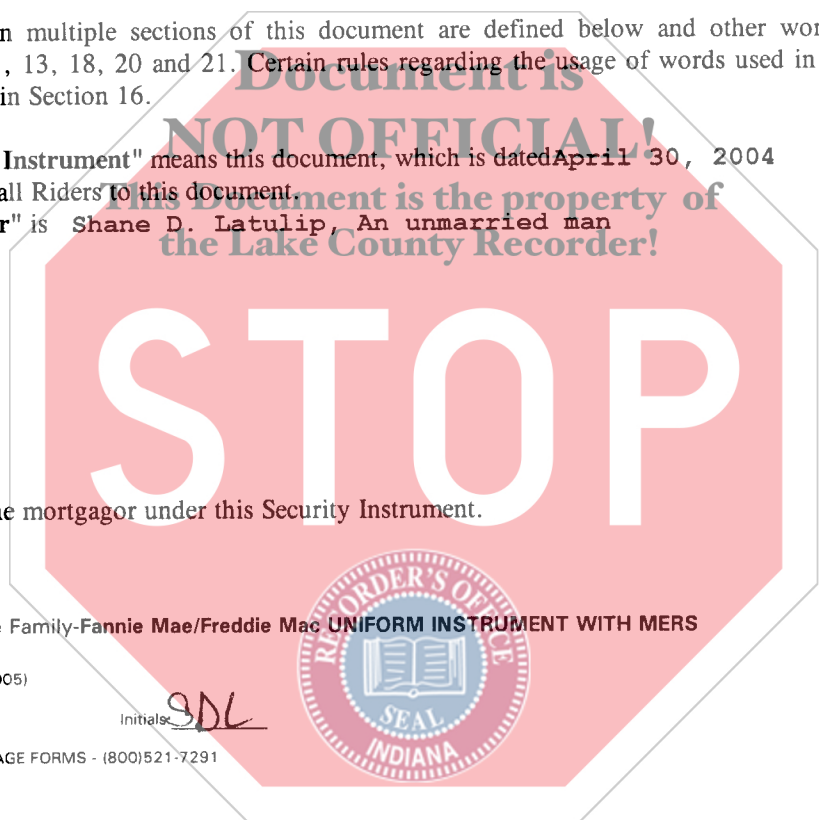 n multiple sections of this document are defined below and other wor
, 13, 18, 20 and 21. Certain rules regarding the usage of words used in
in Section 16.
Document is
NOT OFFICIAL!
Instrument" means this document, which is dated April 30, 2004
all Riders to this document.
This Document is the property of
r" is Shane D. Latulip, An unmarried man
the Lake County Recorder!
STOP
e mortgagor under this Security Instrument.
RECORDER'S OFFICE
Family-Fannie Mae/Freddie Mac UNIFORM INSTRUMENT WITH MERS
005)
Initials: SDL
SEAL
INDIANA
AGE FORMS - (800)521-7291